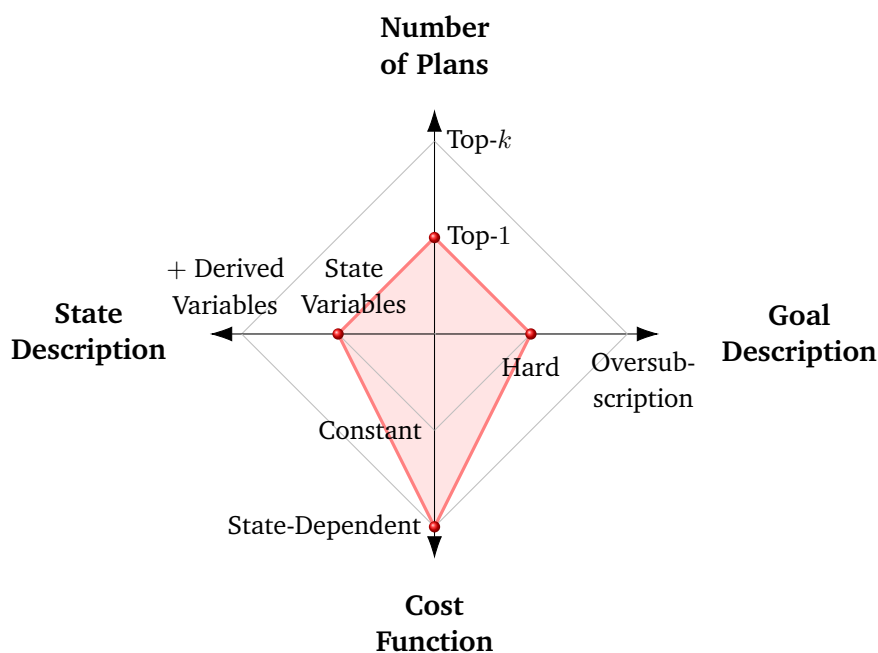 Number
of Plans
Top-k
Top-1
+ Derived
Variables
State
Variables
State
Description
Goal
Description
Hard
Oversub-
scription
Constant
State-Dependent
Cost
Function